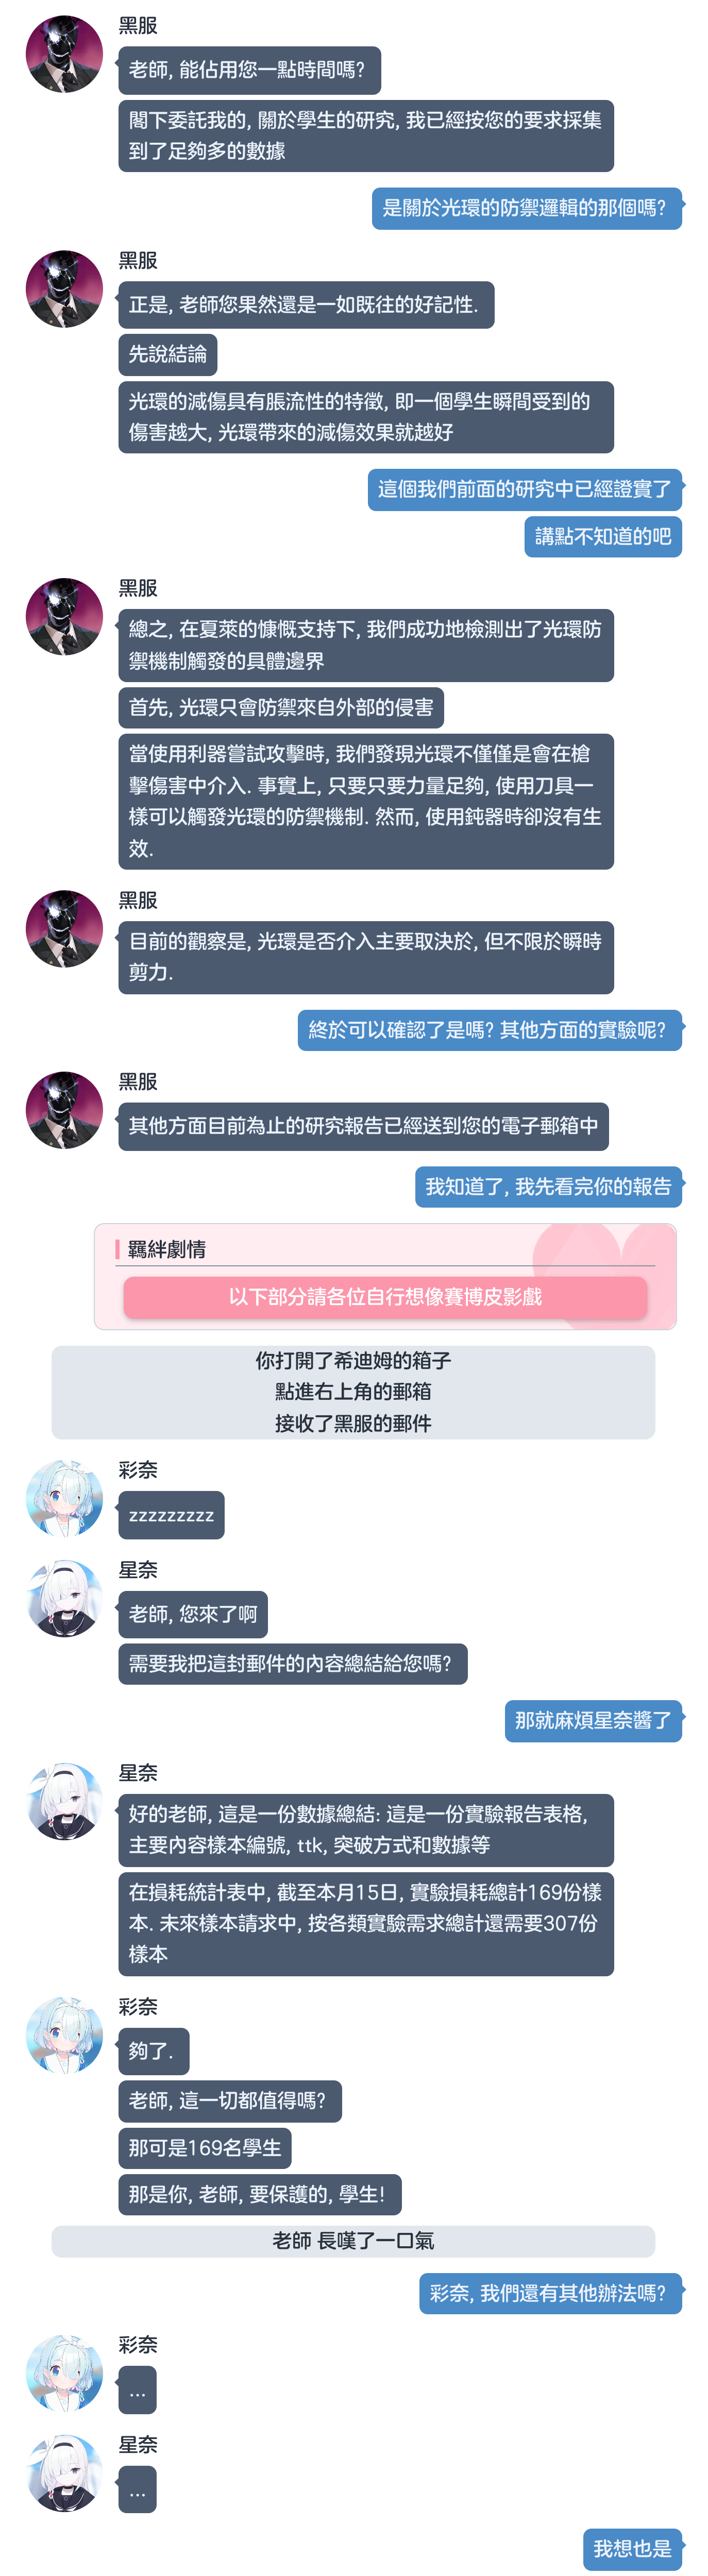 黑服
老師, 能佔用您一點時間嗎?
閣下委託我的, 關於學生的研究, 我已經按您的要求採集
到了足夠多的數據
是關於光環的防禦邏輯的那個嗎?
黑服
正是, 老師您果然還是一如既往的好記性.
先說結論
光環的減傷具有脹流性的特徵, 即一個學生瞬間受到的
傷害越大, 光環帶來的減傷效果就越好
這個我們前面的研究中已經證實了
講點不知道的吧
黑服
總之, 在夏萊的慷慨支持下, 我們成功地檢測出了光環防
禦機制觸發的具體邊界
首先, 光環只會防禦來自外部的侵害
當使用利器嘗試攻擊時, 我們發現光環不僅僅是會在槍
擊傷害中介入. 事實上, 只要只要力量足夠, 使用刀具一
樣可以觸發光環的防禦機制. 然而, 使用鈍器時卻沒有生
效.
黑服
目前的觀察是, 光環是否介入主要取決於, 但不限於瞬時
剪力.
終於可以確認了是嗎? 其他方面的實驗呢?
黑服
其他方面目前為止的研究報告已經送到您的電子郵箱中
我知道了, 我先看完你的報告
羈絆劇情
以下部分請各位自行想像賽博皮影戲
你打開了希迪姆的箱子
點進右上角的郵箱
接收了黑服的郵件
彩奈
zzzzzzzzz
星奈
老師, 您來了啊
需要我把這封郵件的內容總結給您嗎?
那就麻煩星奈醬了
星奈
好的老師, 這是一份數據總結: 這是一份實驗報告表格,
主要內容樣本編號, ttk, 突破方式和數據等
在損耗統計表中, 截至本月15日, 實驗損耗總計169份樣
本. 未來樣本請求中, 按各類實驗需求總計還需要307份
樣本
彩奈
夠了.
老師, 這一切都值得嗎?
那可是169名學生
那是你, 老師, 要保護的, 學生!
老師 長嘆了一口氣
彩奈, 我們還有其他辦法嗎?
彩奈
...
星奈
...
我想也是